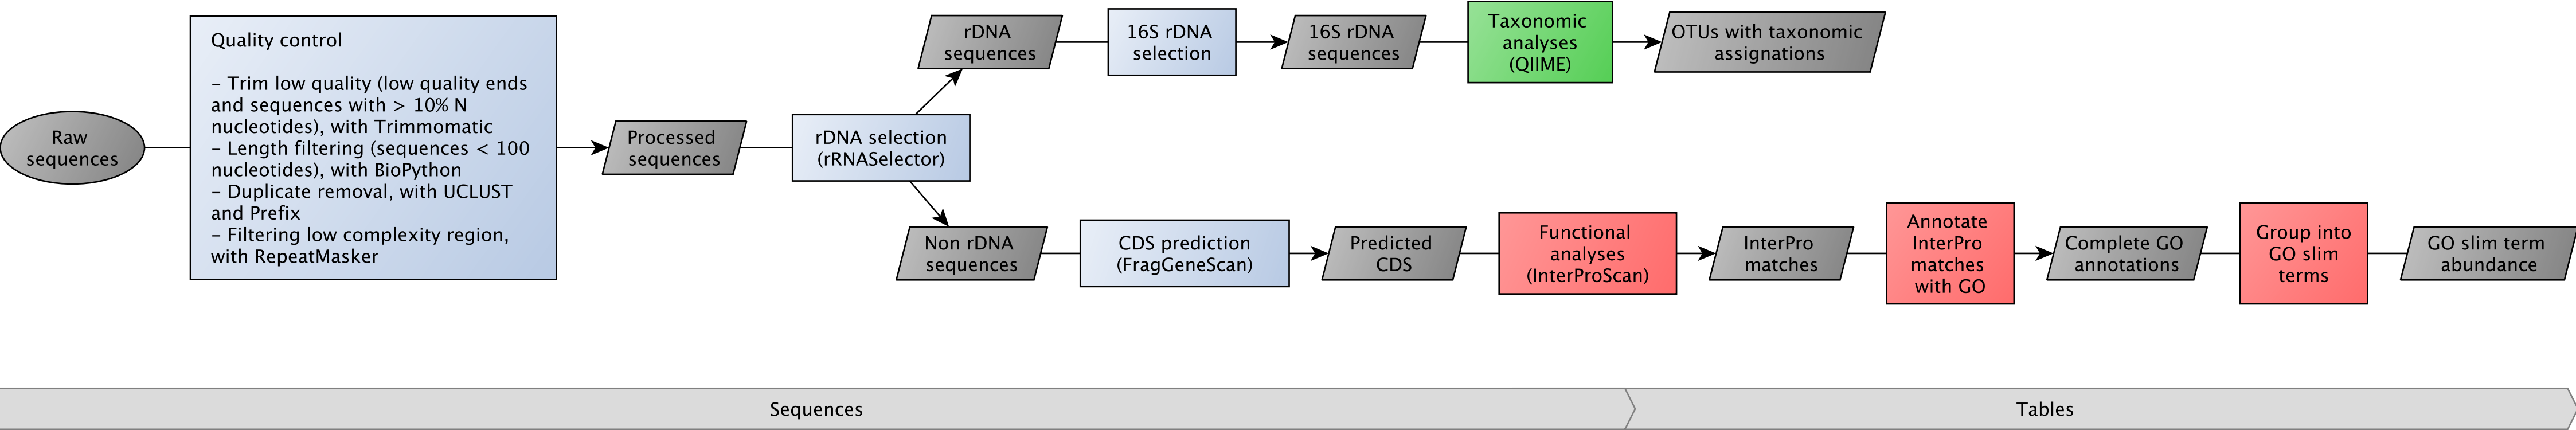 Raw
sequences
Quality control
– Trim low quality (low quality ends
and sequences with > 10% N
nucleotides), with Trimmomatic
– Length filtering (sequences < 100
nucleotides), with BioPython
– Duplicate removal, with UCLUST
and Prefix
– Filtering low complexity region,
with RepeatMasker
Processed
sequences
rDNA selection
(rRNASelector)
rDNA
sequences
16S rDNA
selection
16S rDNA
sequences
Taxonomic
analyses
(QIIME)
OTUs with taxonomic
assignations
Non rDNA
sequences
CDS prediction
(FragGeneScan)
Predicted
CDS
Functional
analyses
(InterProScan)
InterPro
matches
Annotate
InterPro
matches
with GO
Complete GO
annotations
Group into
GO slim
terms
GO slim term
abundance
Sequences
Tables